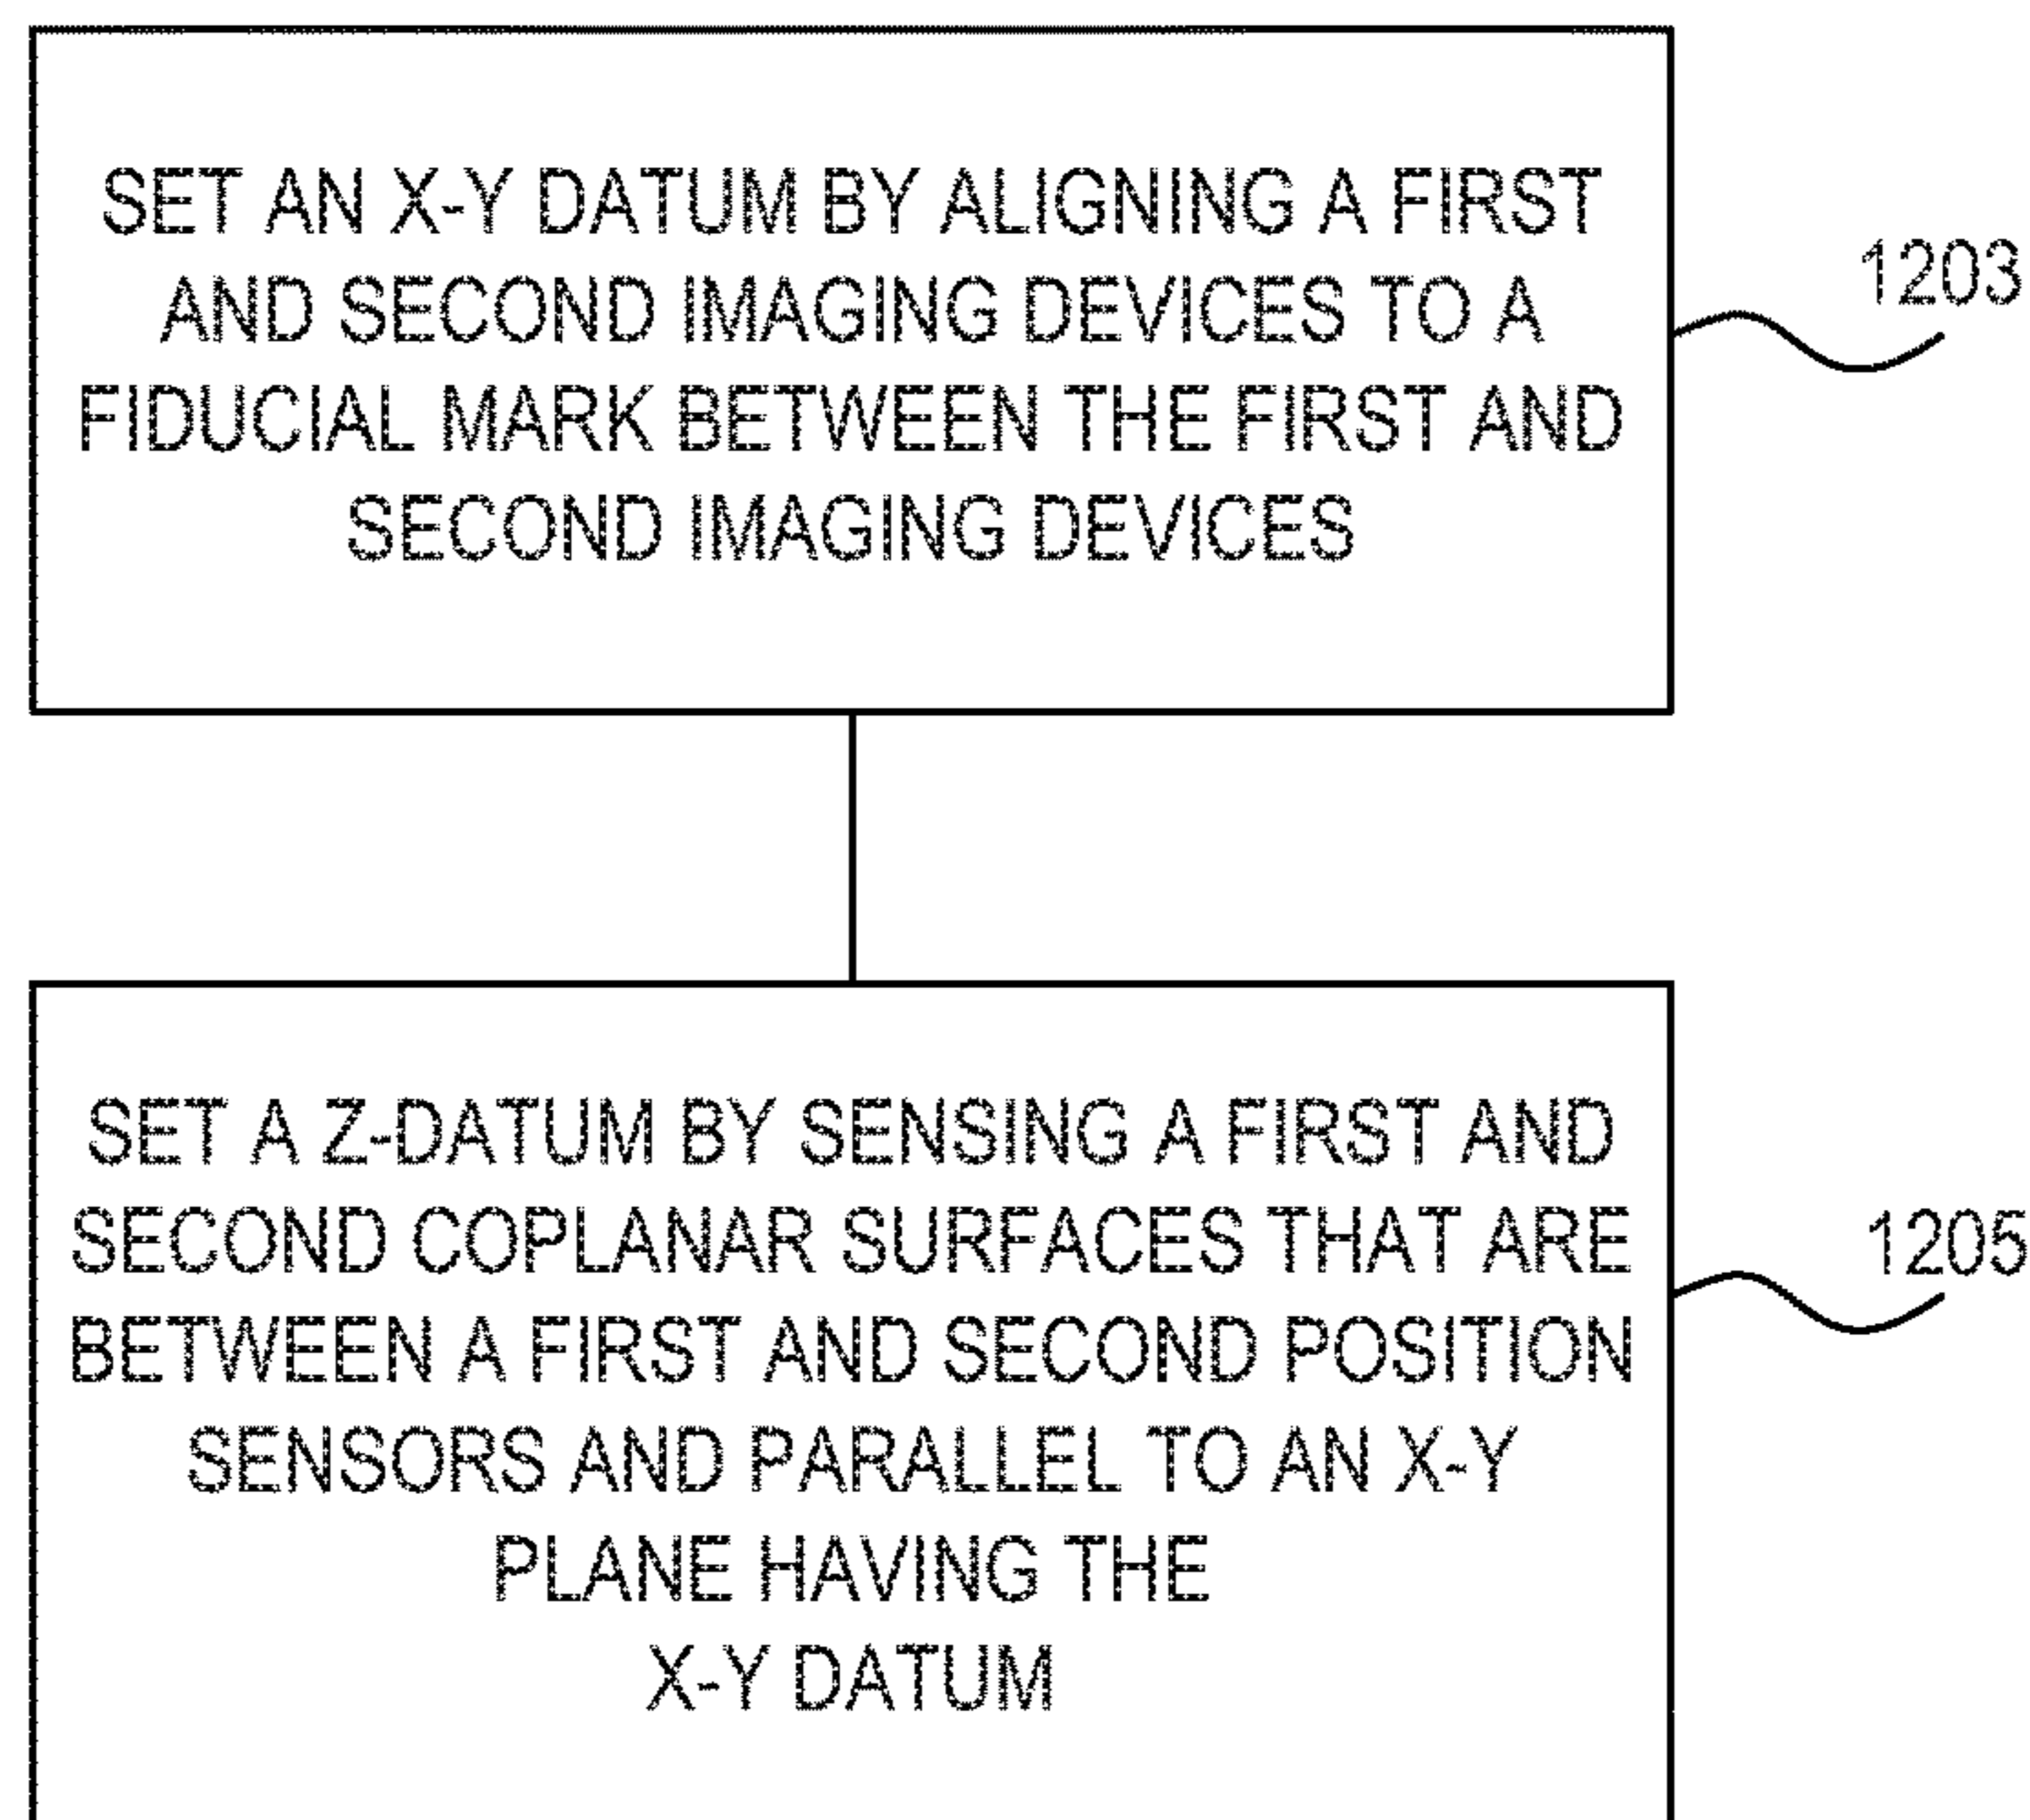 SET AN X-Y DATUM BY ALIGNING A FIRST
AND SECOND IMAGING DEVICES TO A
FIDUCIAL MARK BETWEEN THE FIRST AND
SECOND IMAGING DEVICES
1203
SET A Z-DATUM BY SENSING A FIRST AND
SECOND COPLANAR SURFACES THAT ARE
BETWEEN A FIRST AND SECOND POSITION
SENSORS AND PARALLEL TO AN X-Y
PLANE HAVING THE
X-Y DATUM
1205